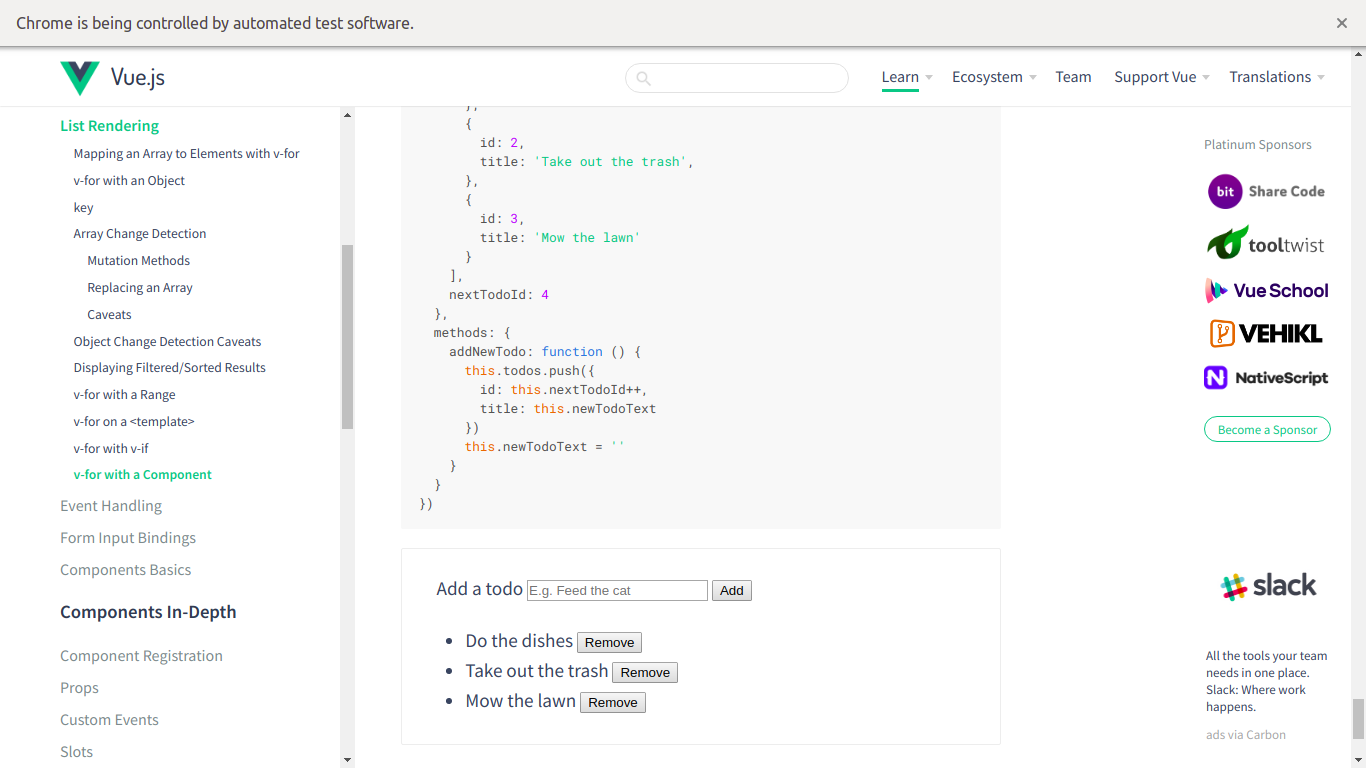 Chrome is being controlled by automated test software.
Vue.js
Learn
Ecosystem
Team
Support Vue
Translations
List Rendering
Mapping an Array to Elements with v-for
v-for with an Object
key
Array Change Detection
Mutation Methods
Replacing an Array
Caveats
Object Change Detection Caveats
Displaying Filtered/Sorted Results
v-for with a Range
v-for on a <template>
v-for with v-if
v-for with a Component
Event Handling
Form Input Bindings
Components Basics
Components In-Depth
Component Registration
Props
Custom Events
Slots
},
{
id: 2,
title: 'Take out the trash',
},
{
id: 3,
title: 'Mow the lawn'
}
],
nextTodoId: 4
},
methods: {
addNewTodo: function () {
this.todos.push({
id: this.nextTodoId++,
title: this.newTodoText
})
this.newTodoText = ''
}
}
})
Add a todo E.g. Feed the cat Add
Do the dishes Remove
Take out the trash Remove
Mow the lawn Remove
Platinum Sponsors
bit Share Code
tooltwist
Vue School
VEHIKL
NativeScript
Become a Sponsor
slack
All the tools your team
needs in one place.
Slack: Where work
happens.
ads via Carbon